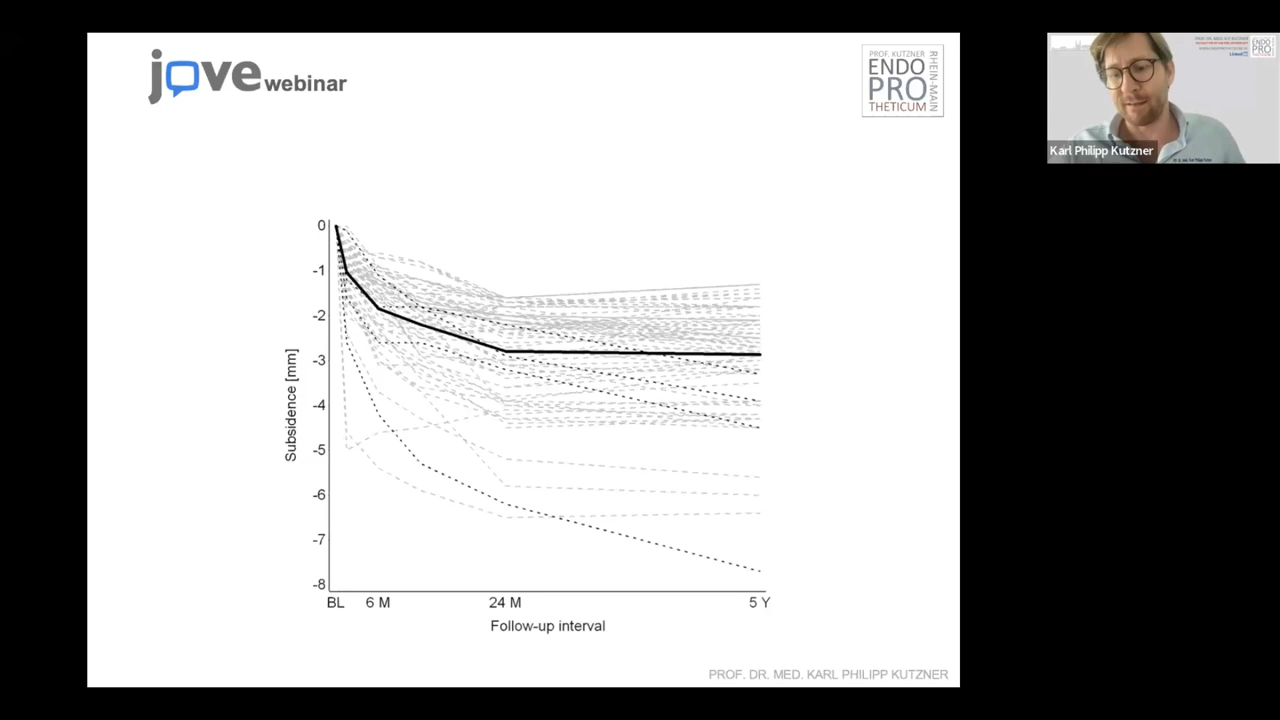 jove webinar
PROF. KUTZNER
ENDO
PRO
THETICUM
RHEIN-MAIN
Karl Philipp Kutzner
0
-1
-2
-3
-4
-5
-6
-7
-8
Subsidence [mm]
BL 6 M 24 M 5 Y
Follow-up interval
PROF. DR. MED. KARL PHILIPP KUTZNER